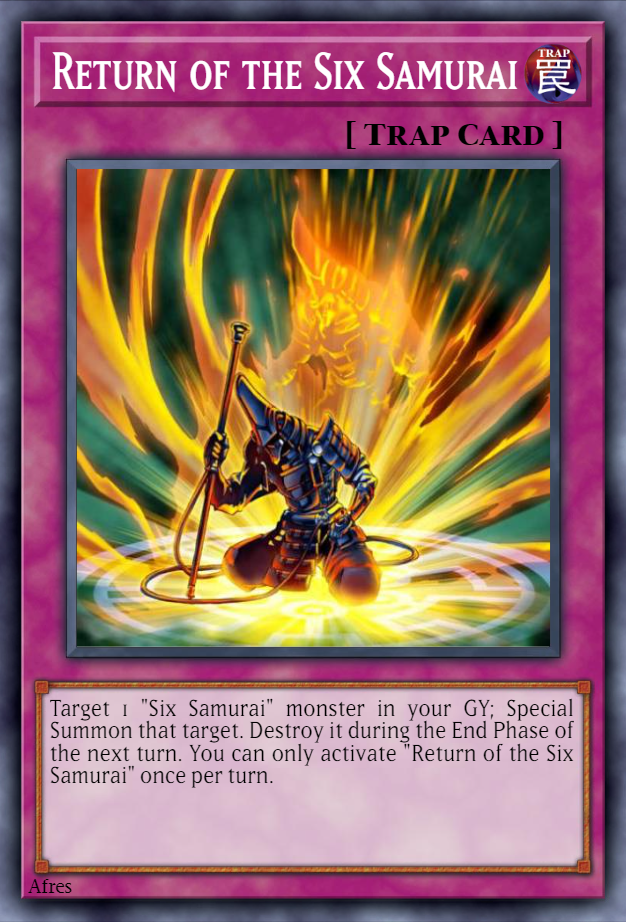 Return of the Six Samurai
TRAP
罠
[ Trap Card ]
Target 1 "Six Samurai" monster in your GY; Special
Summon that target. Destroy it during the End Phase of
the next turn. You can only activate "Return of the Six
Samurai" once per turn.
Afres